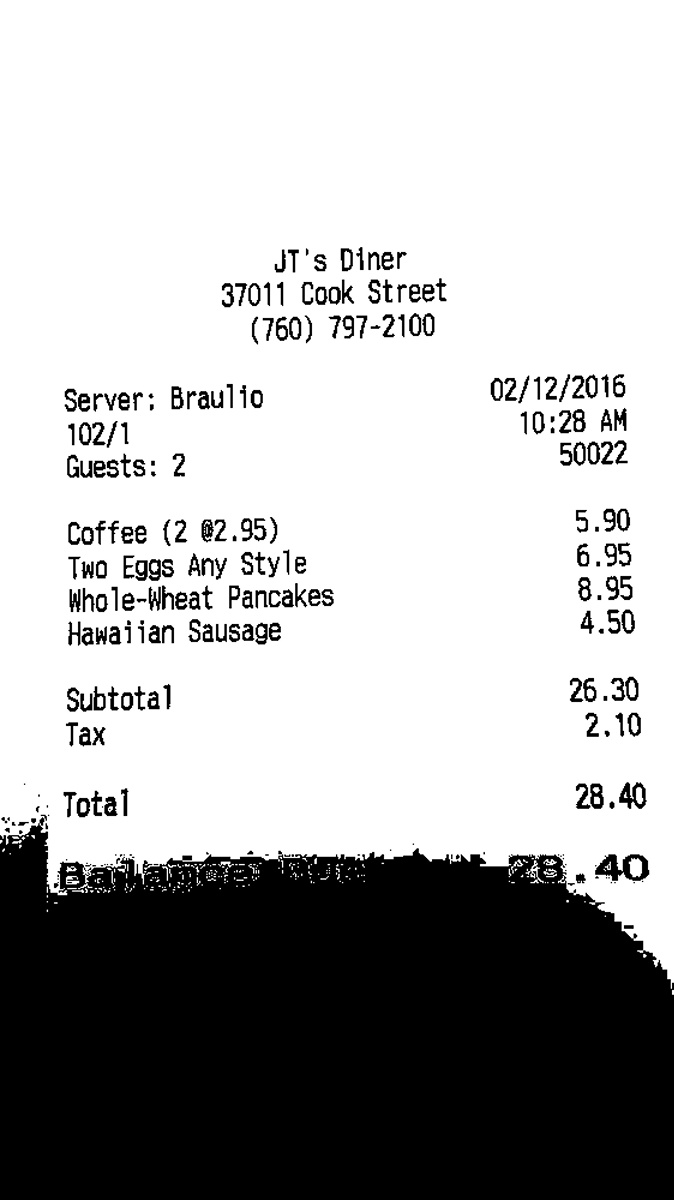 JT's Diner
37011 Cook Street
(760) 797-2100
Server: Braulio 02/12/2016
102/1 10:28 AM
Guests: 2 50022
Coffee (2 @2.95) 5.90
Two Eggs Any Style 6.95
Whole-Wheat Pancakes 8.95
Hawaiian Sausage 4.50
Subtotal 26.30
Tax 2.10
Total 28.40
Balance Due 28.40